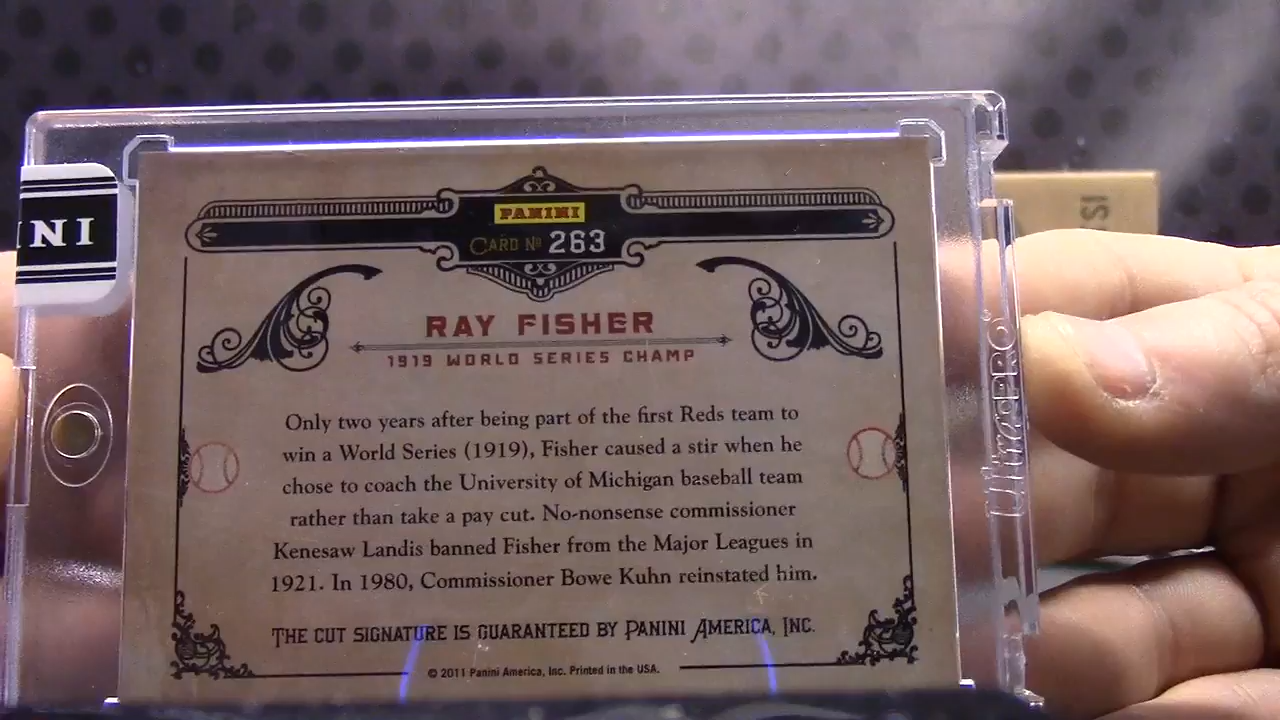 PANINI
CARD Nº 263
NI
RAY FISHER
1919 WORLD SERIES CHAMP
Only two years after being part of the first Reds team to
win a World Series (1919), Fisher caused a stir when he
chose to coach the University of Michigan baseball team
rather than take a pay cut. No-nonsense commissioner
Kenesaw Landis banned Fisher from the Major Leagues in
1921. In 1980, Commissioner Bowe Kuhn reinstated him.
THE CUT SIGNATURE IS GUARANTEED BY PANINI AMERICA, INC.
© 2011 Panini America, Inc. Printed in the USA.
UltraPRO®
SI